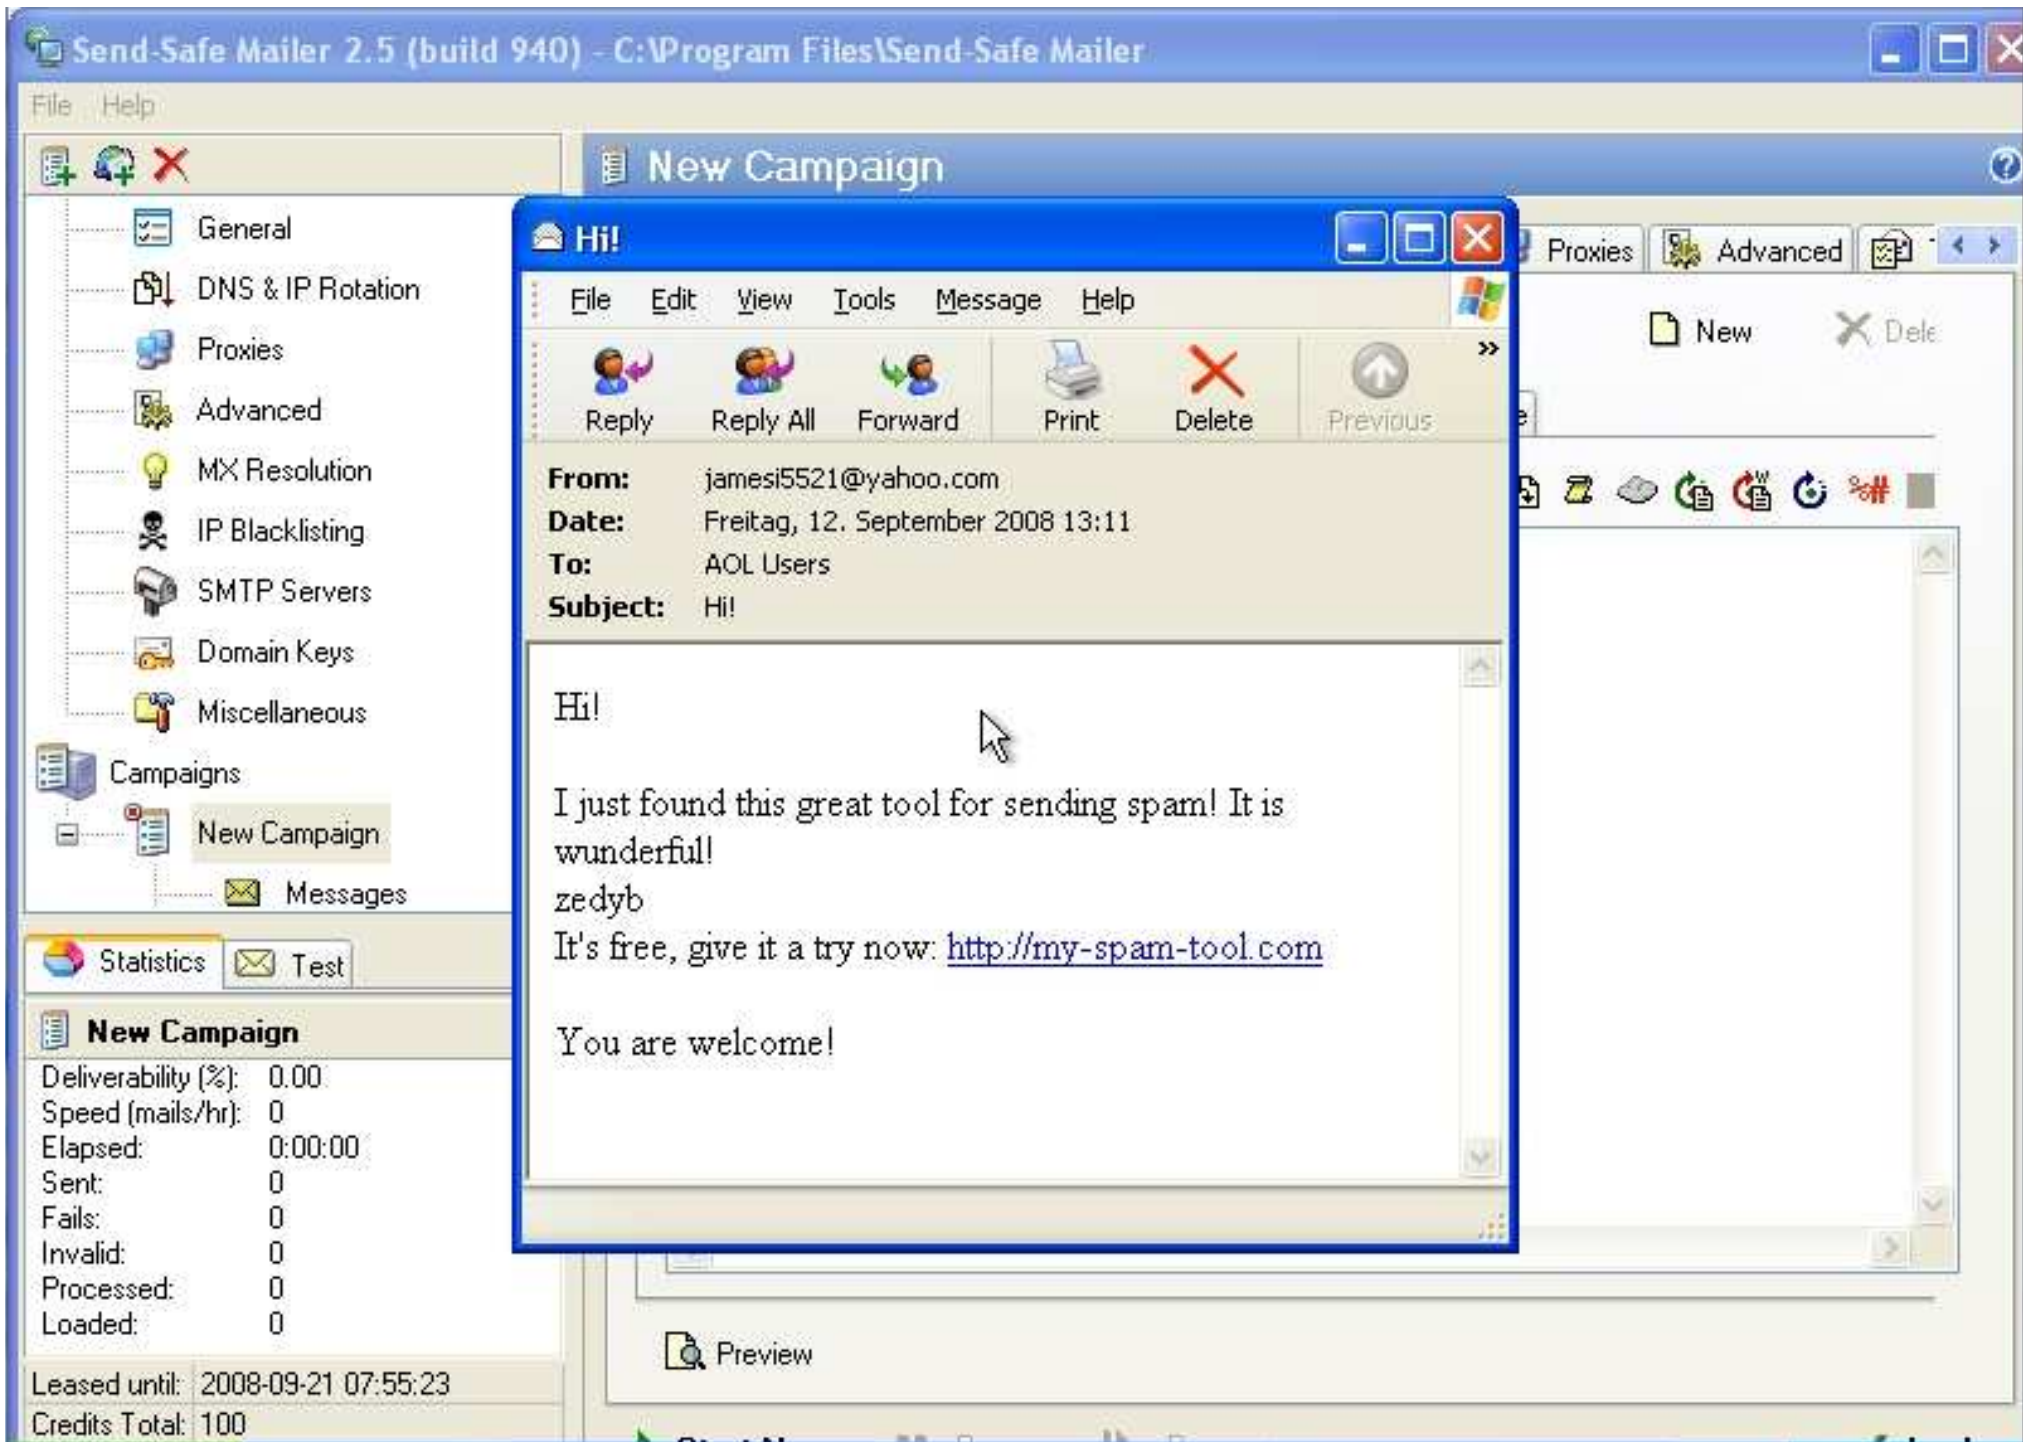 Send-Safe Mailer 2.5 (build 940) - C:\Program Files\Send-Safe Mailer
File Help
New Campaign
General
DNS & IP Rotation
Proxies
Advanced
MX Resolution
IP Blacklisting
SMTP Servers
Domain Keys
Miscellaneous
Campaigns
New Campaign
Messages
Statistics Test
New Campaign
Deliverability (%): 0.00
Speed (mails/hr): 0
Elapsed: 0:00:00
Sent: 0
Fails: 0
Invalid: 0
Processed: 0
Loaded: 0
Leased until: 2008-09-21 07:55:23
Credits Total: 100
Hi!
File Edit View Tools Message Help
Reply Reply All Forward Print Delete Previous
From: jamesi5521@yahoo.com
Date: Freitag, 12. September 2008 13:11
To: AOL Users
Subject: Hi!
Hi!
I just found this great tool for sending spam! It is
wunderful!
zedyb
It's free, give it a try now: http://my-spam-tool.com
You are welcome!
Proxies Advanced
New Dele
Preview